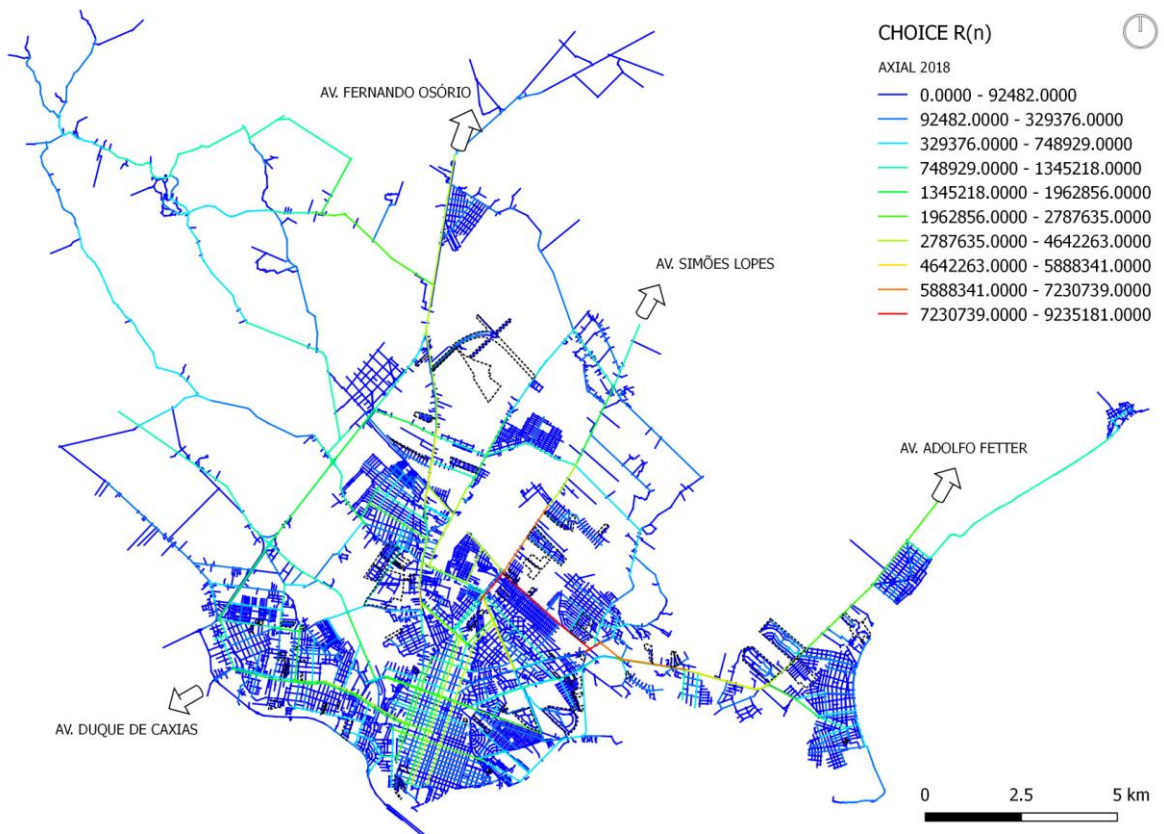 CHOICE R(n)
AXIAL 2018
0.0000 - 92482.0000
92482.0000 - 329376.0000
329376.0000 - 748929.0000
748929.0000 - 1345218.0000
1345218.0000 - 1962856.0000
1962856.0000 - 2787635.0000
2787635.0000 - 4642263.0000
4642263.0000 - 5888341.0000
5888341.0000 - 7230739.0000
7230739.0000 - 9235181.0000
AV. FERNANDO OSÓRIO
AV. SIMÕES LOPES
AV. ADOLFO FETTER
AV. DUQUE DE CAXIAS
0 2.5 5 km